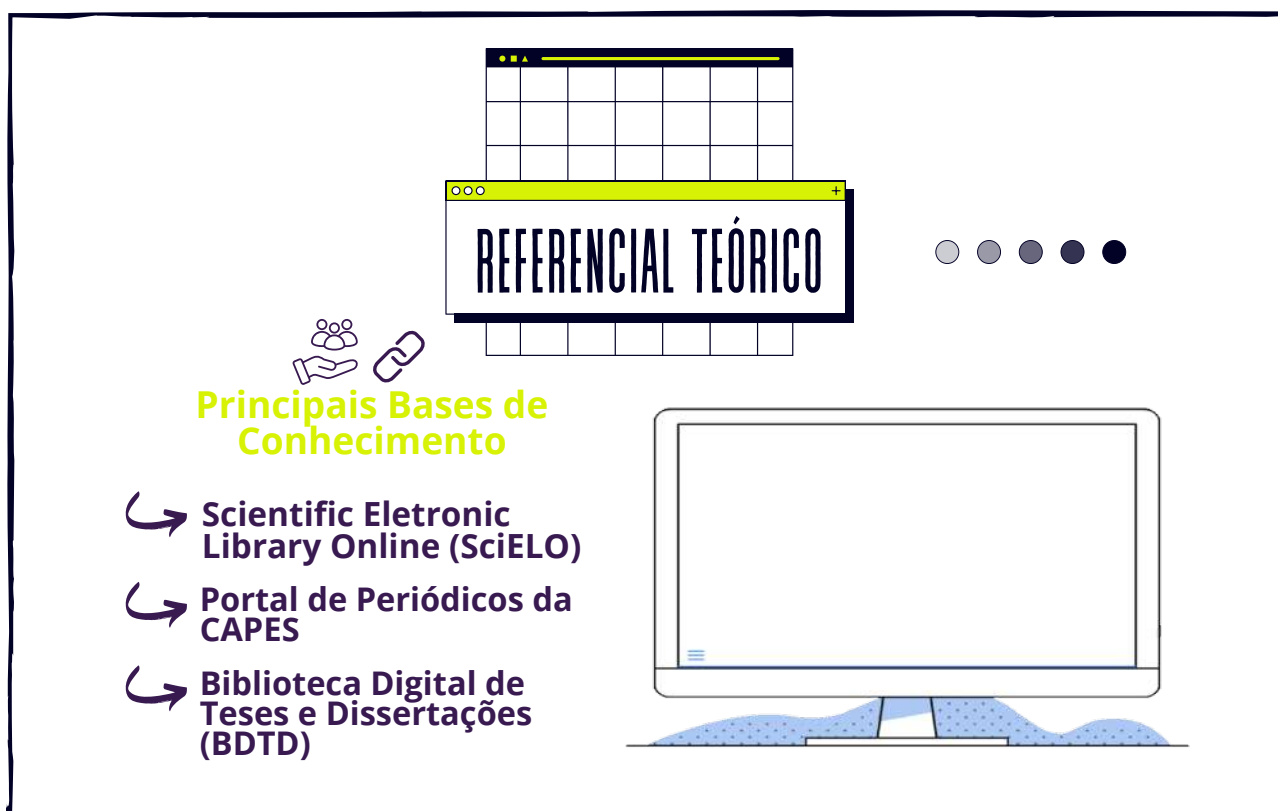 REFERENCIAL TEÓRICO
Principais Bases de
Conhecimento
Scientific Eletronic
Library Online (SciELO)
Portal de Periódicos da
CAPES
Biblioteca Digital de
Teses e Dissertações
(BDTD)